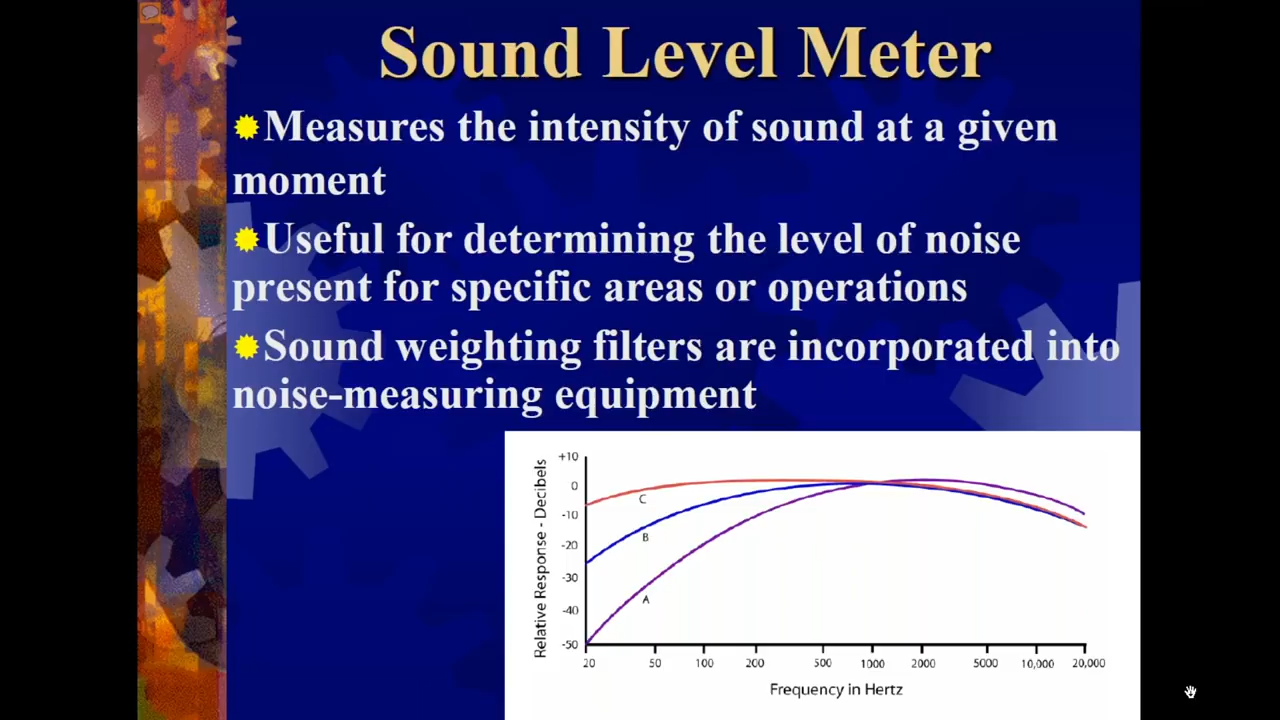 Sound Level Meter
Measures the intensity of sound at a given
moment
Useful for determining the level of noise
present for specific areas or operations
Sound weighting filters are incorporated into
noise-measuring equipment
Relative Response - Decibels
+10
0
-10
-20
-30
-40
-50
C
B
A
20 50 100 200 500 1000 2000 5000 10,000 20,000
Frequency in Hertz